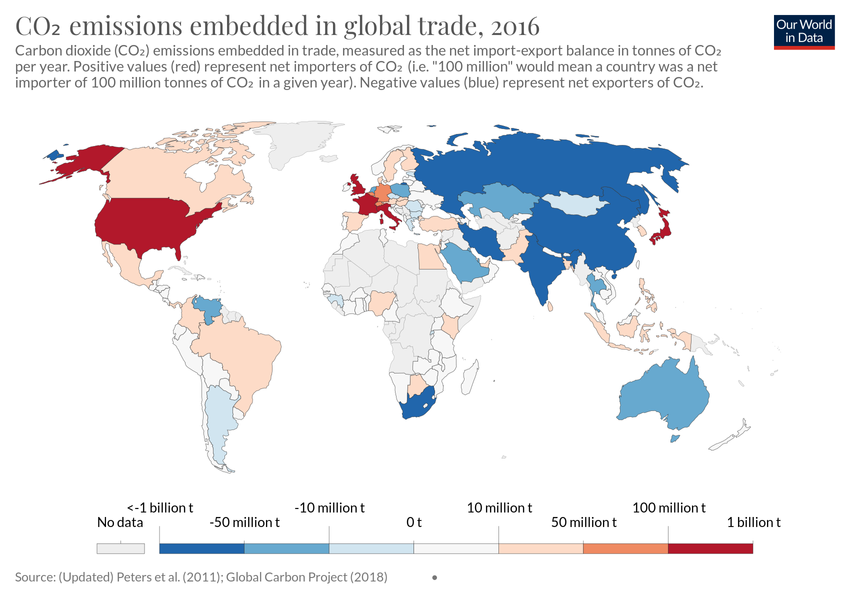 CO₂ emissions embedded in global trade, 2016
Our World
in Data
Carbon dioxide (CO₂) emissions embedded in trade, measured as the net import-export balance in tonnes of CO₂
per year. Positive values (red) represent net importers of CO₂ (i.e. "100 million" would mean a country was a net
importer of 100 million tonnes of CO₂ in a given year). Negative values (blue) represent net exporters of CO₂.
<-1 billion t
-10 million t
10 million t
100 million t
No data
-50 million t
0 t
50 million t
1 billion t
Source: (Updated) Peters et al. (2011); Global Carbon Project (2018)